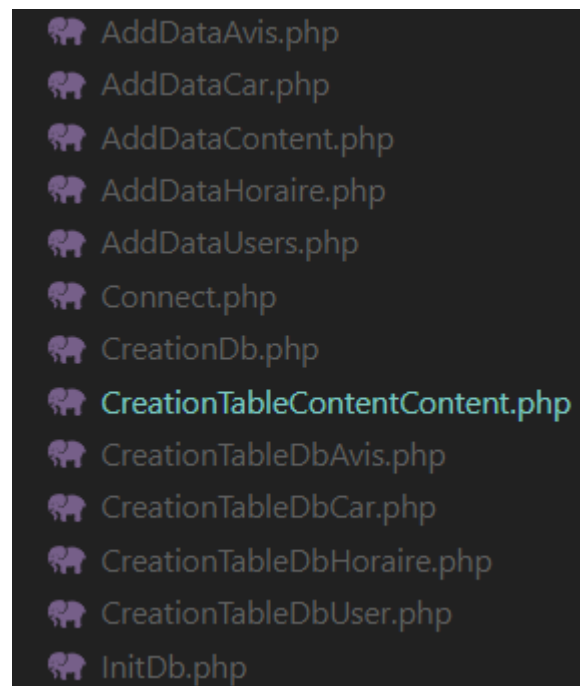 AddDataAvis.php
AddDataCar.php
AddDataContent.php
AddDataHoraire.php
AddDataUsers.php
Connect.php
CreationDb.php
CreationTableContentContent.php
CreationTableDbAvis.php
CreationTableDbCar.php
CreationTableDbHoraire.php
CreationTableDbUser.php
InitDb.php